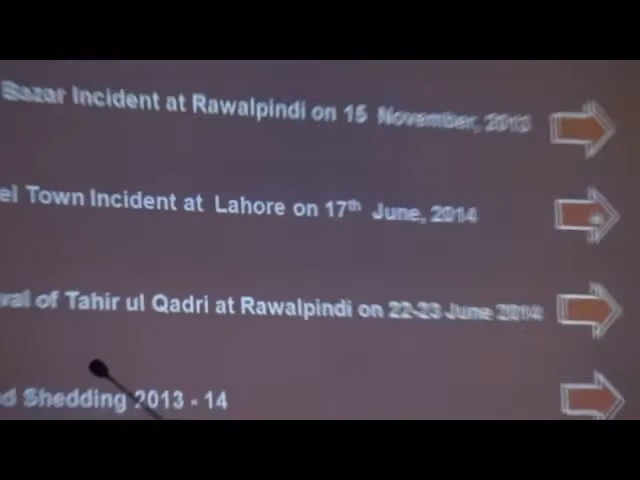 Bazar Incident at Rawalpindi on 15 November, 2013
el Town Incident at Lahore on 17th June, 2014
val of Tahir ul Qadri at Rawalpindi on 22-23 June 2014
d Shedding 2013 - 14